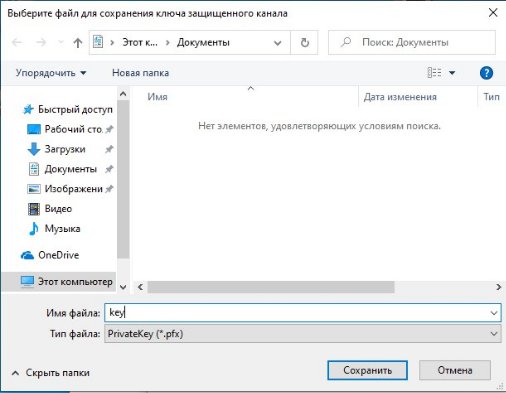 Выберите файл для сохранения ключа защищенного канала
Этот к... Документы
Поиск: Документы
Упорядочить Новая папка
Имя Дата изменения Тип
Нет элементов, удовлетворяющих условиям поиска.
Быстрый доступ
Рабочий сто.
Загрузки
Документы
Изображени
Видео
Музыка
OneDrive
Этот компьютер
Имя файла: key
Тип файла: PrivateKey (*.pfx)
Скрыть папки Сохранить Отмена